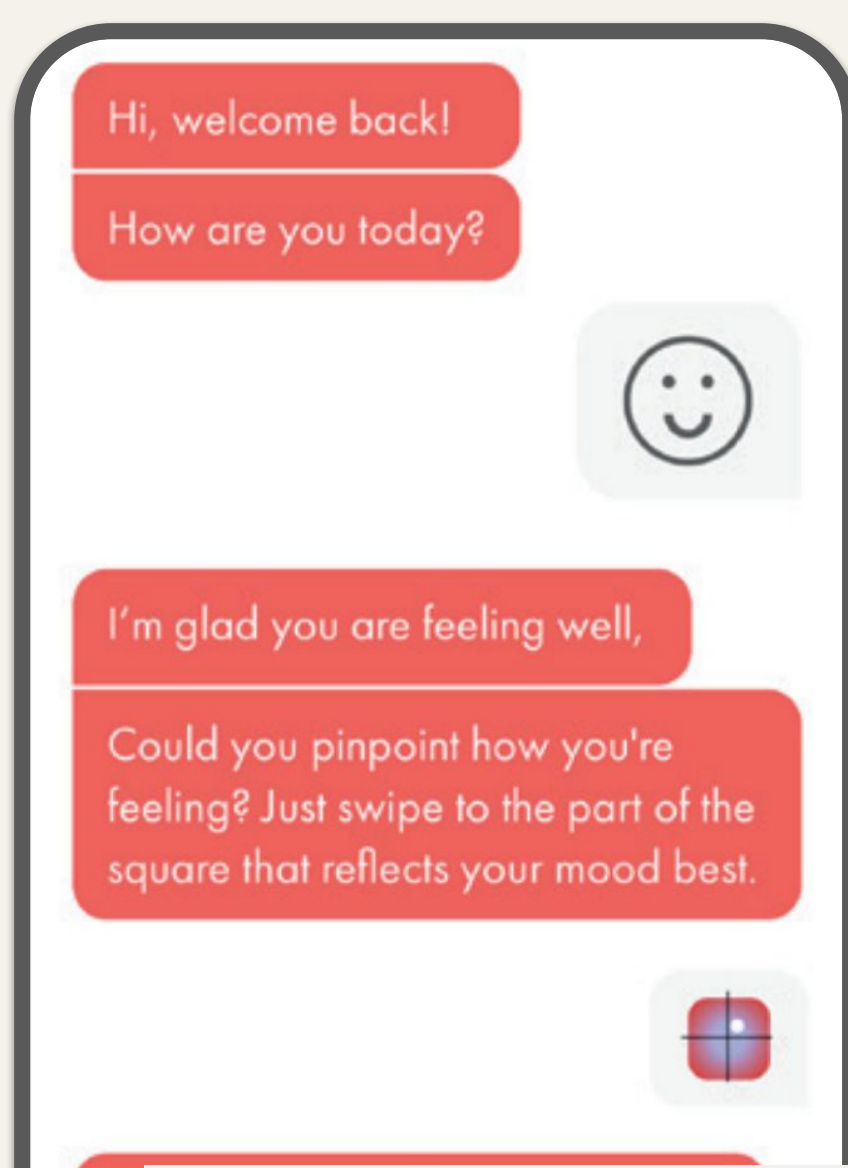 Hi, welcome back!
How are you today?
I'm glad you are feeling well,
Could you pinpoint how you're
feeling? Just swipe to the part of the
square that reflects your mood best.